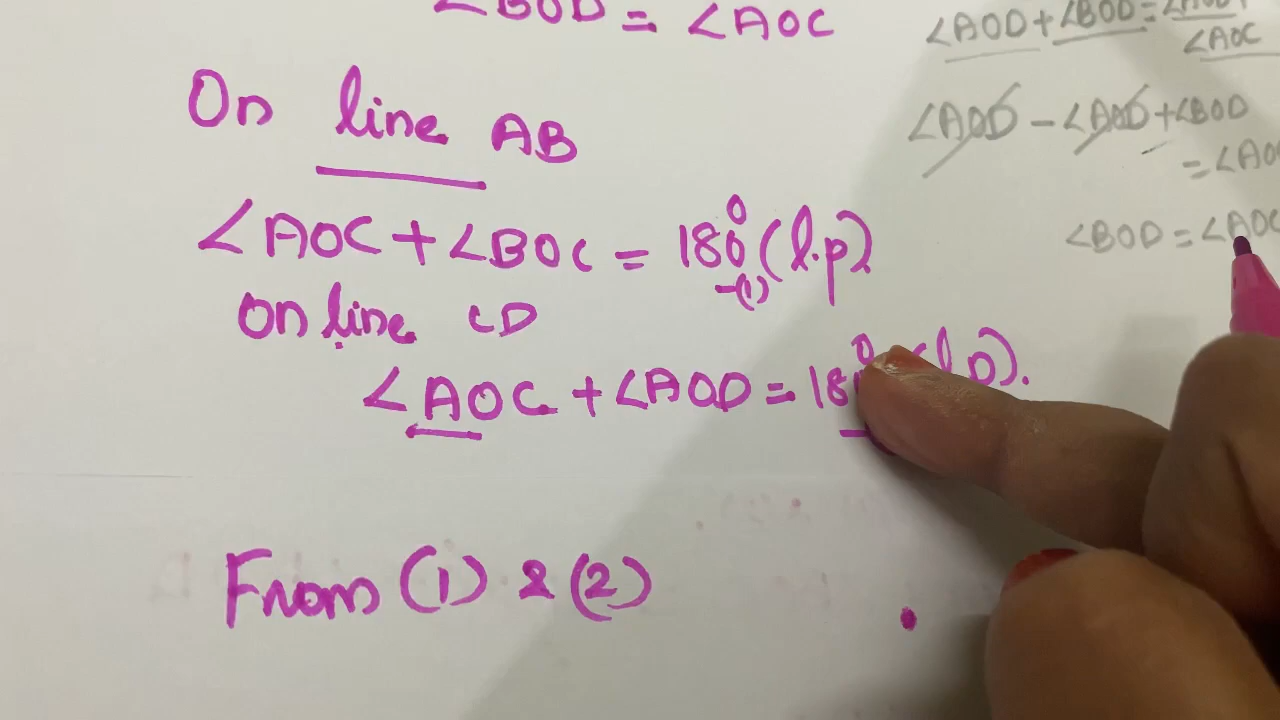 ∠BOD = ∠AOC
On line AB
∠AOC + ∠BOC = 180° (l.p)
-(1)
On line CD
∠AOC + ∠AOD = 18
From (1) & (2)
∠AOD + ∠BOD =
∠AOC
∠AOD - ∠AOD + ∠BOD
=
∠BOD = ∠AOC